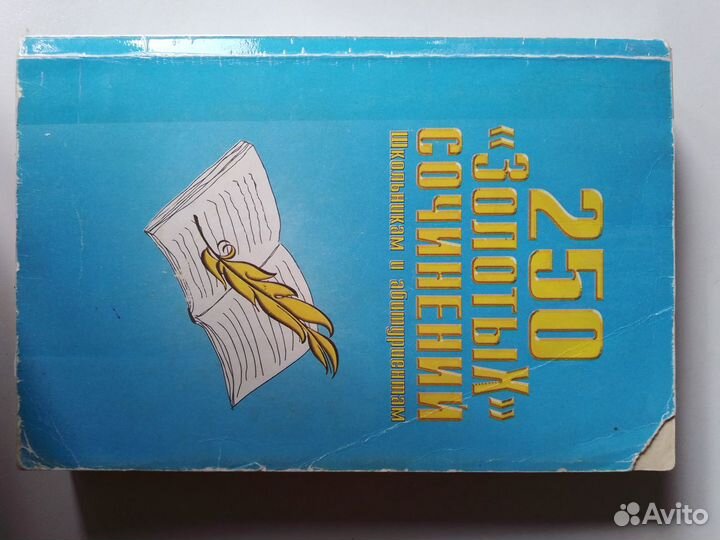 250
«ЗОЛОТЫХ»
СОЧИНЕНИЙ
Школьникам и абитуриентам
Avito